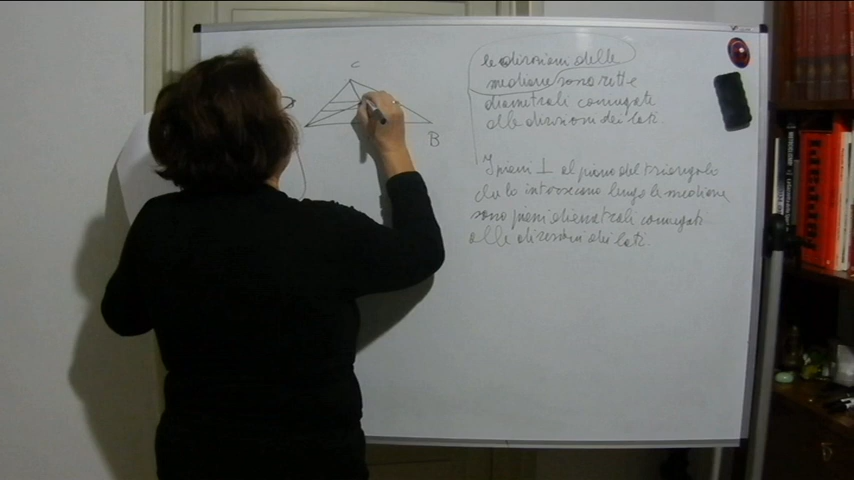 C
B
le direzioni delle
mediane sono rette
diametrali coniugate
alle direzioni dei lati.
I piani ⊥ al piano del triangolo
che lo intersecano lungo le mediane
sono piani diametrali coniugati
alle direzioni dei lati.